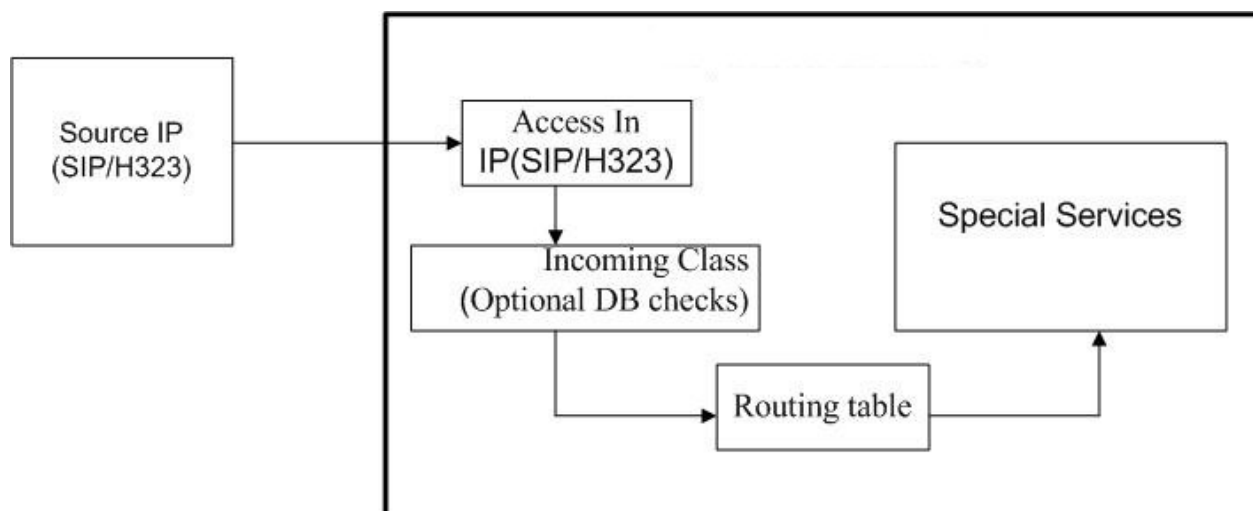 Source IP
(SIP/H323)
Access In
IP(SIP/H323)
Incoming Class
(Optional DB checks)
Routing table
Special Services